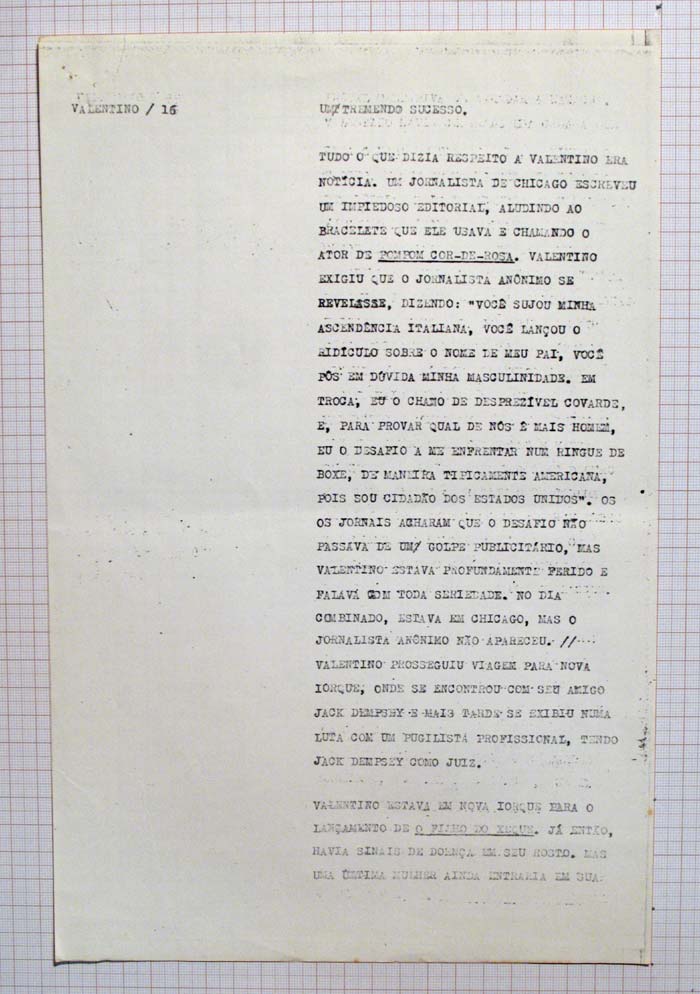 VALENTINO / 16
UM TREMENDO SUCESSO.
TUDO O QUE DIZIA RESPEITO A VALENTINO ERA
NOTÍCIA. UM JORNALISTA DE CHICAGO ESCREVEU
UM IMPIEDOSO EDITORIAL, ALUDINDO AO
BRACELETE QUE ELE USAVA E CHAMANDO O
ATOR DE POMPOM COR-DE-ROSA. VALENTINO
EXIGIU QUE O JORNALISTA ANÔNIMO SE
REVELASSE, DIZENDO: "VOCÊ SUJOU MINHA
ASCENDÊNCIA ITALIANA, VOCÊ LANÇOU O
RIDÍCULO SOBRE O NOME DE MEU PAI, VOCÊ
PÔS EM DÚVIDA MINHA MASCULINIDADE. EM
TROCA, EU O CHAMO DE DESPREZÍVEL COVARDE,
E, PARA PROVAR QUAL DE NÓS É MAIS HOMEM,
EU O DESAFIO A ME ENFRENTAR NUM RINGUE DE
BOXE, DE MANEIRA TIPICAMENTE AMERICANA,
POIS SOU CIDADÃO DOS ESTADOS UNIDOS". OS
OS JORNAIS ACHARAM QUE O DESAFIO NÃO
PASSAVA DE UM GOLPE PUBLICITÁRIO, MAS
VALENTINO ESTAVA PROFUNDAMENTE FERIDO E
FALAVA COM TODA SERIEDADE. NO DIA
COMBINADO, ESTAVA EM CHICAGO, MAS O
JORNALISTA ANÔNIMO NÃO APARECEU. //
VALENTINO PROSSEGUIU VIAGEM PARA NOVA
IORQUE, ONDE SE ENCONTROU COM SEU AMIGO
JACK DEMPSEY E MAIS TARDE SE EXIBIU NUMA
LUTA COM UM PUGILISTA PROFISSIONAL, TENDO
JACK DEMPSEY COMO JUIZ.
VALENTINO ESTAVA EM NOVA IORQUE PARA O
LANÇAMENTO DE O FILHO DO XEQUE. JÁ ENTÃO,
HAVIA SINAIS DE DOENÇA EM SEU ROSTO. MAS
UMA ÚLTIMA MULHER AINDA ENTRARIA EM SUA